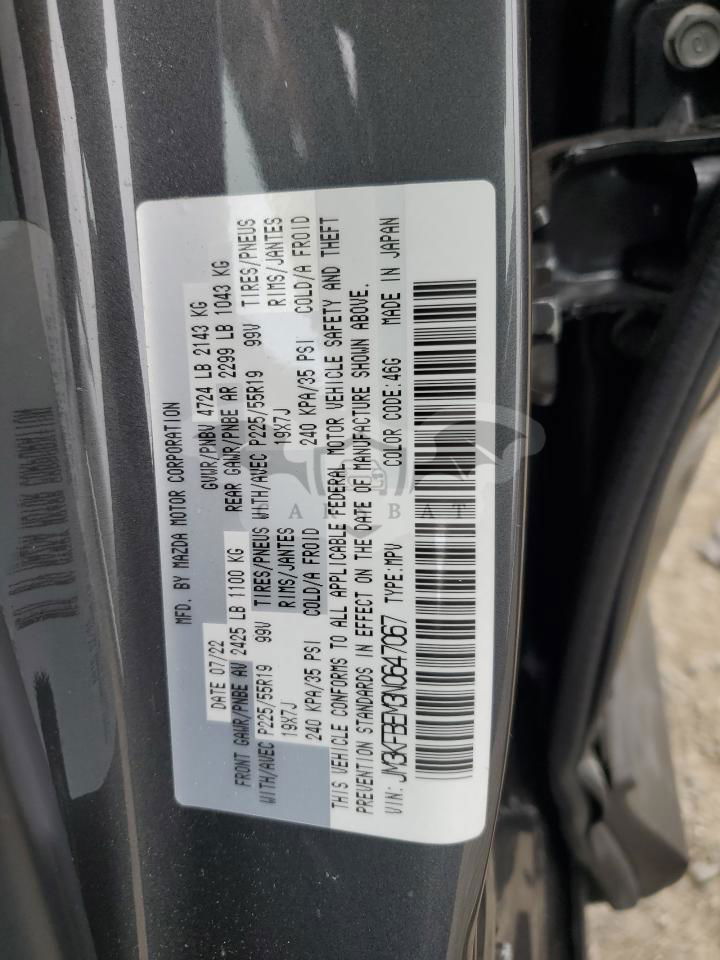 MFD. BY MAZDA MOTOR CORPORATION
DATE 07/22 GVWR/PNBV 4724 LB 2143 KG
FRONT GAWR/PNBE AV 2425 LB 1100 KG REAR GAWR/PNBE AR 2299 LB 1043 KG
WITH/AVEC P225/55R19 99V TIRES/PNEUS WITH/AVEC P225/55R19 99V TIRES/PNEUS
19X7J RIMS/JANTES 19X7J RIMS/JANTES
240 KPA/35 PSI COLD/A FROID 240 KPA/35 PSI COLD/A FROID
THIS VEHICLE CONFORMS TO ALL APPLICABLE FEDERAL MOTOR VEHICLE SAFETY AND THEFT
PREVENTION STANDARDS IN EFFECT ON THE DATE OF MANUFACTURE SHOWN ABOVE.
VIN: JM3KFBEM3N0647067 TYPE:MPV COLOR CODE:46G MADE IN JAPAN